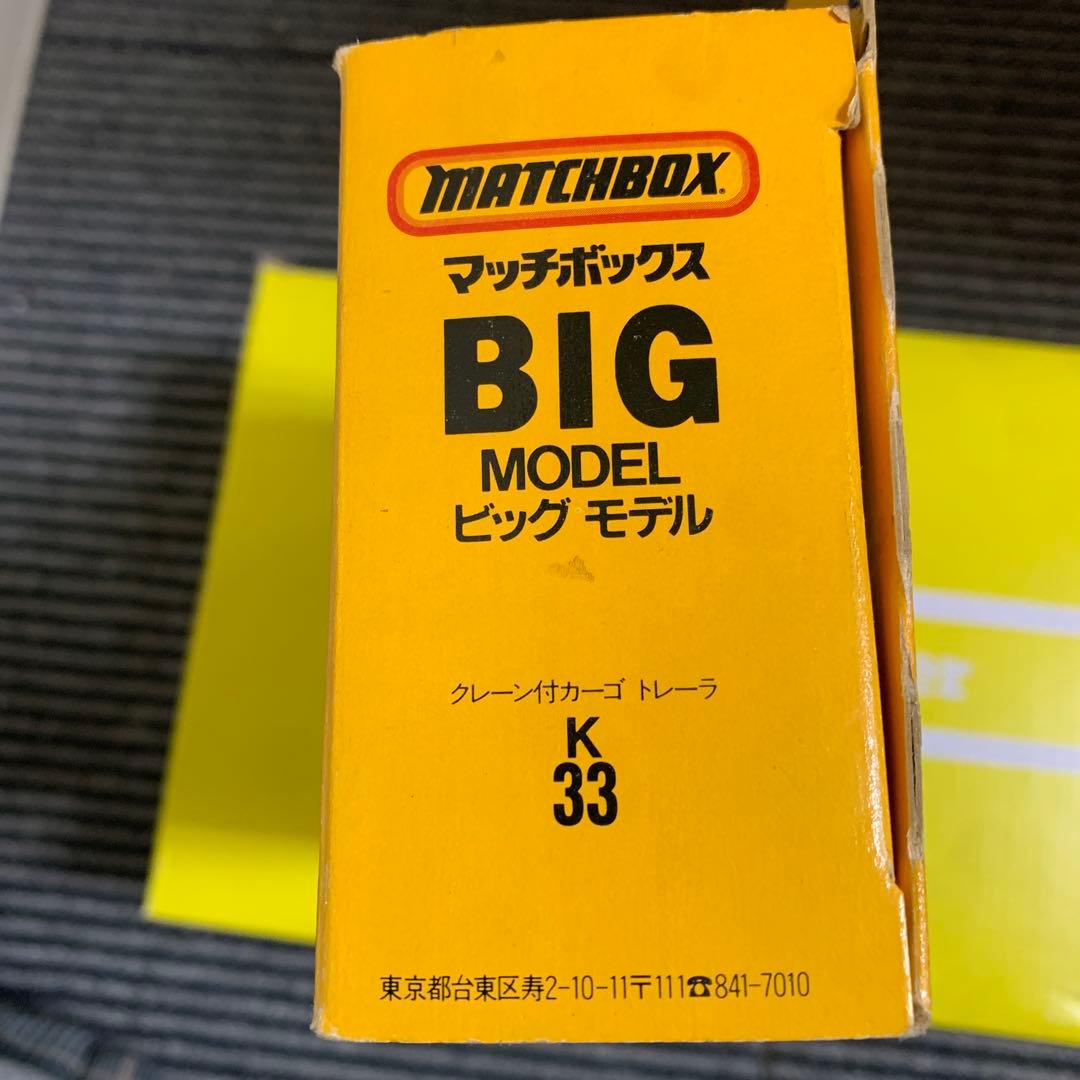 MATCHBOX®
マッチボックス
BIG
MODEL
ビッグ モデル
クレーン付カーゴ トレーラ
K
33
東京都台東区寿2-10-11〒111☎841-7010